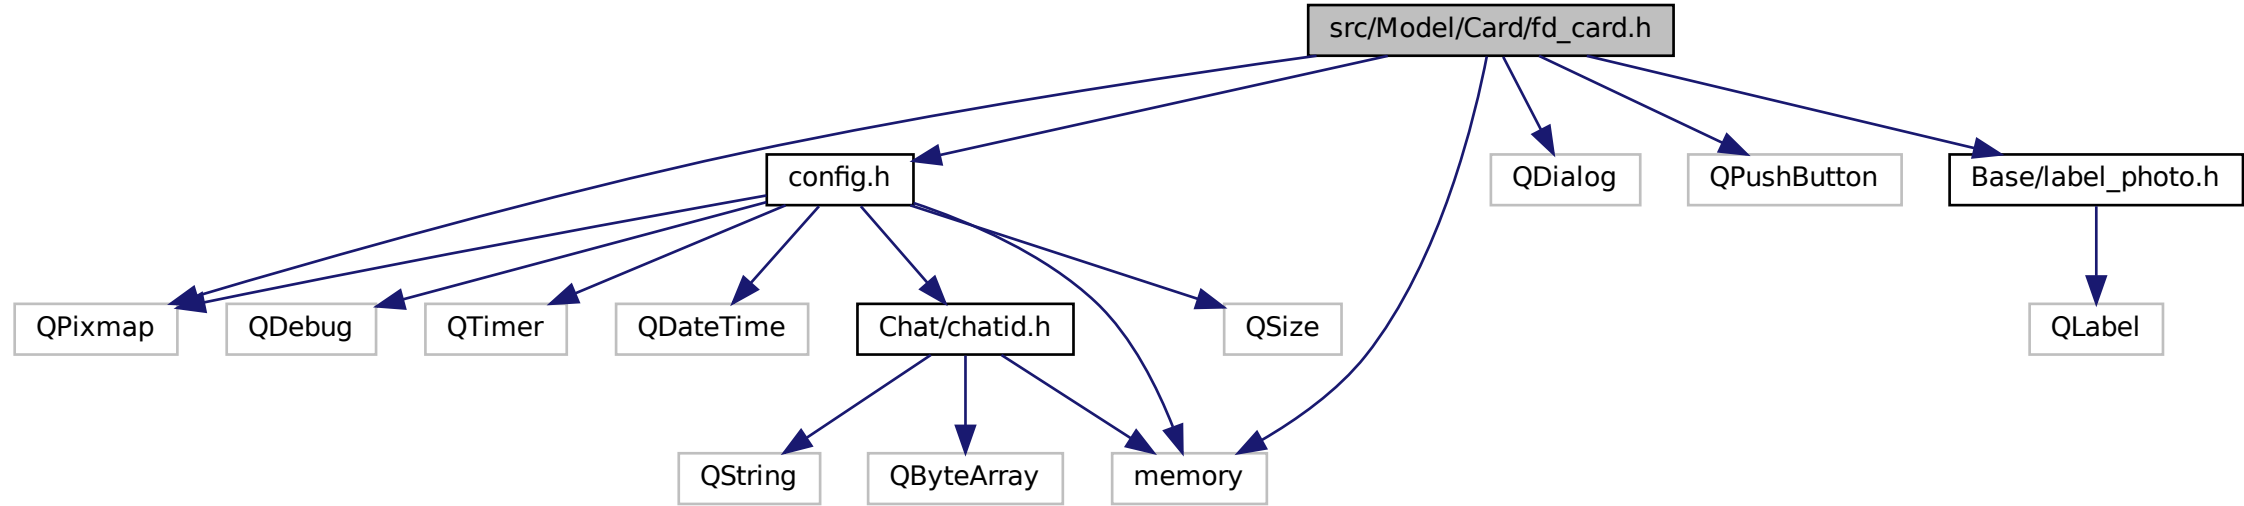 src/Model/Card/fd_card.h
config.h
QDialog
QPushButton
Base/label_photo.h
QPixmap
QDebug
QTimer
QDateTime
Chat/chatid.h
QSize
QLabel
QString
QByteArray
memory